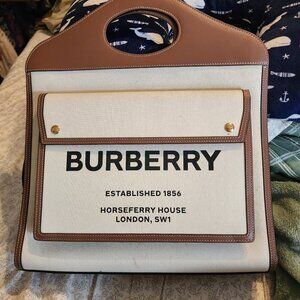 BURBERRY
ESTABLISHED 1856
HORSEFERRY HOUSE
LONDON, SW1